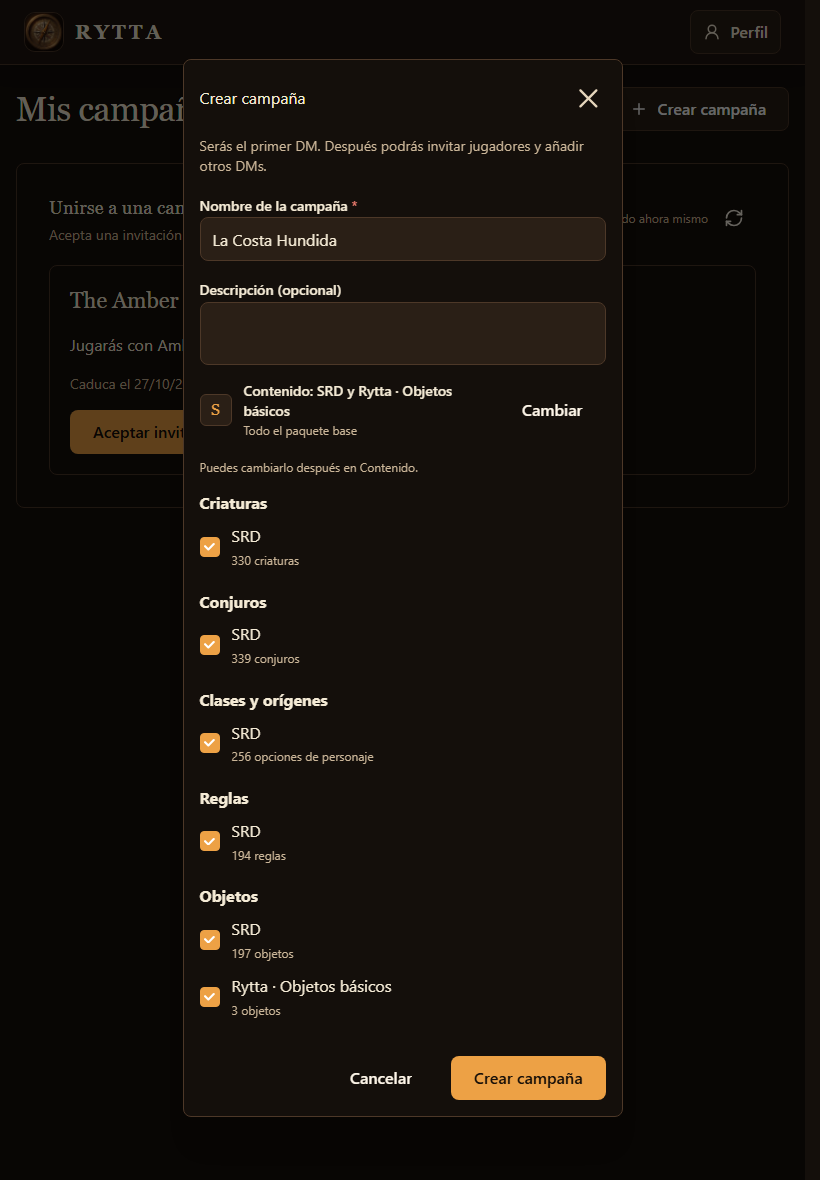 RYTTA
Perfil
Mis campañ
+ Crear campaña
Unirse a una can
Acepta una invitación
do ahora mismo
The Amber
Jugarás con Aml
Caduca el 27/10/2
Aceptar invit
Crear campaña
Serás el primer DM. Después podrás invitar jugadores y añadir
otros DMs.
Nombre de la campaña *
La Costa Hundida
Descripción (opcional)
S
Contenido: SRD y Rytta · Objetos
básicos
Todo el paquete base
Cambiar
Puedes cambiarlo después en Contenido.
Criaturas
SRD
330 criaturas
Conjuros
SRD
339 conjuros
Clases y orígenes
SRD
256 opciones de personaje
Reglas
SRD
194 reglas
Objetos
SRD
197 objetos
Rytta · Objetos básicos
3 objetos
Cancelar
Crear campaña